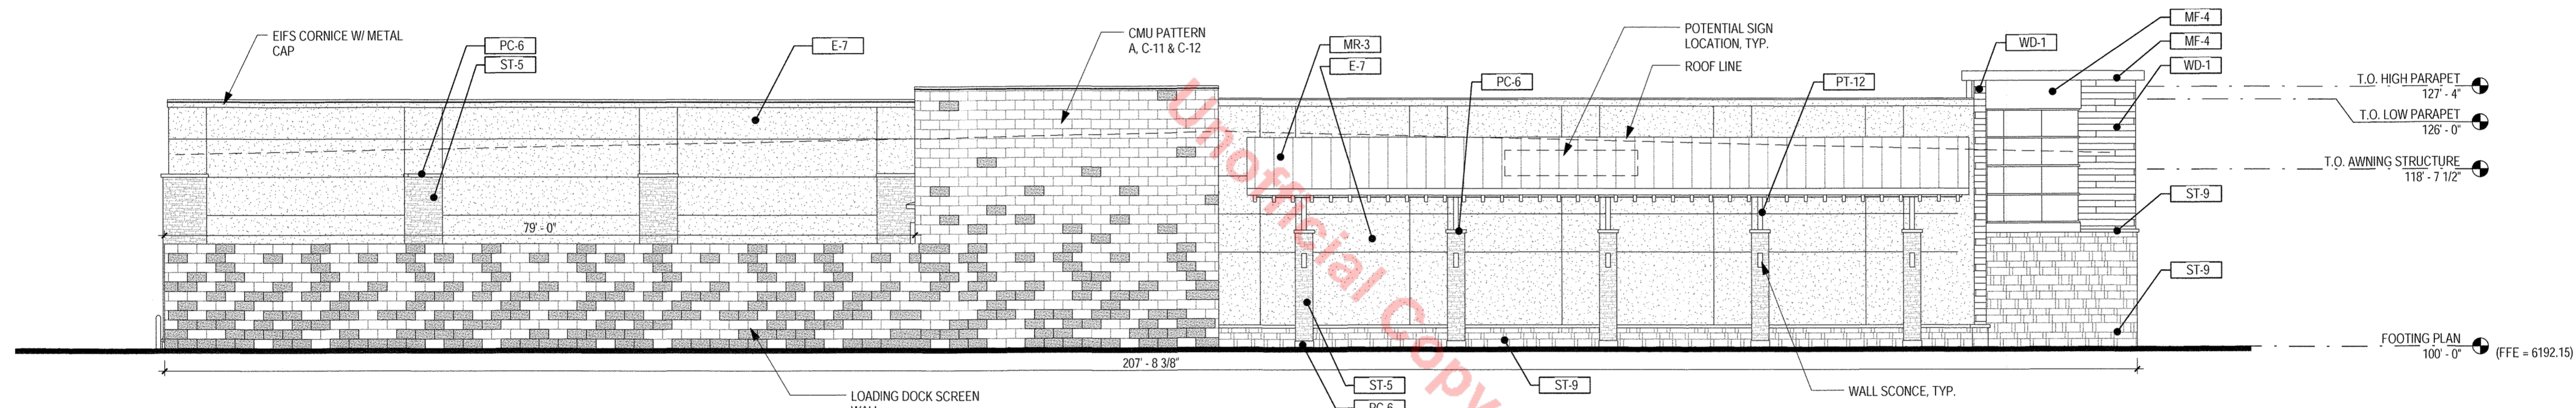 EIFS CORNICE W/ METAL
CAP
PC-6
ST-5
E-7
CMU PATTERN
A, C-11 & C-12
MR-3
E-7
PC-6
POTENTIAL SIGN
LOCATION, TYP.
ROOF LINE
PT-12
WD-1
MF-4
MF-4
WD-1
T.O. HIGH PARAPET
127' - 4"
T.O. LOW PARAPET
126' - 0"
T.O. AWNING STRUCTURE
118' - 7 1/2"
ST-9
ST-9
79' - 0"
FOOTING PLAN
100' - 0"
(FFE = 6192.15)
207' - 8 3/8"
LOADING DOCK SCREEN
WALL
ST-5
PC-6
ST-9
WALL SCONCE, TYP.
Unofficial Copy